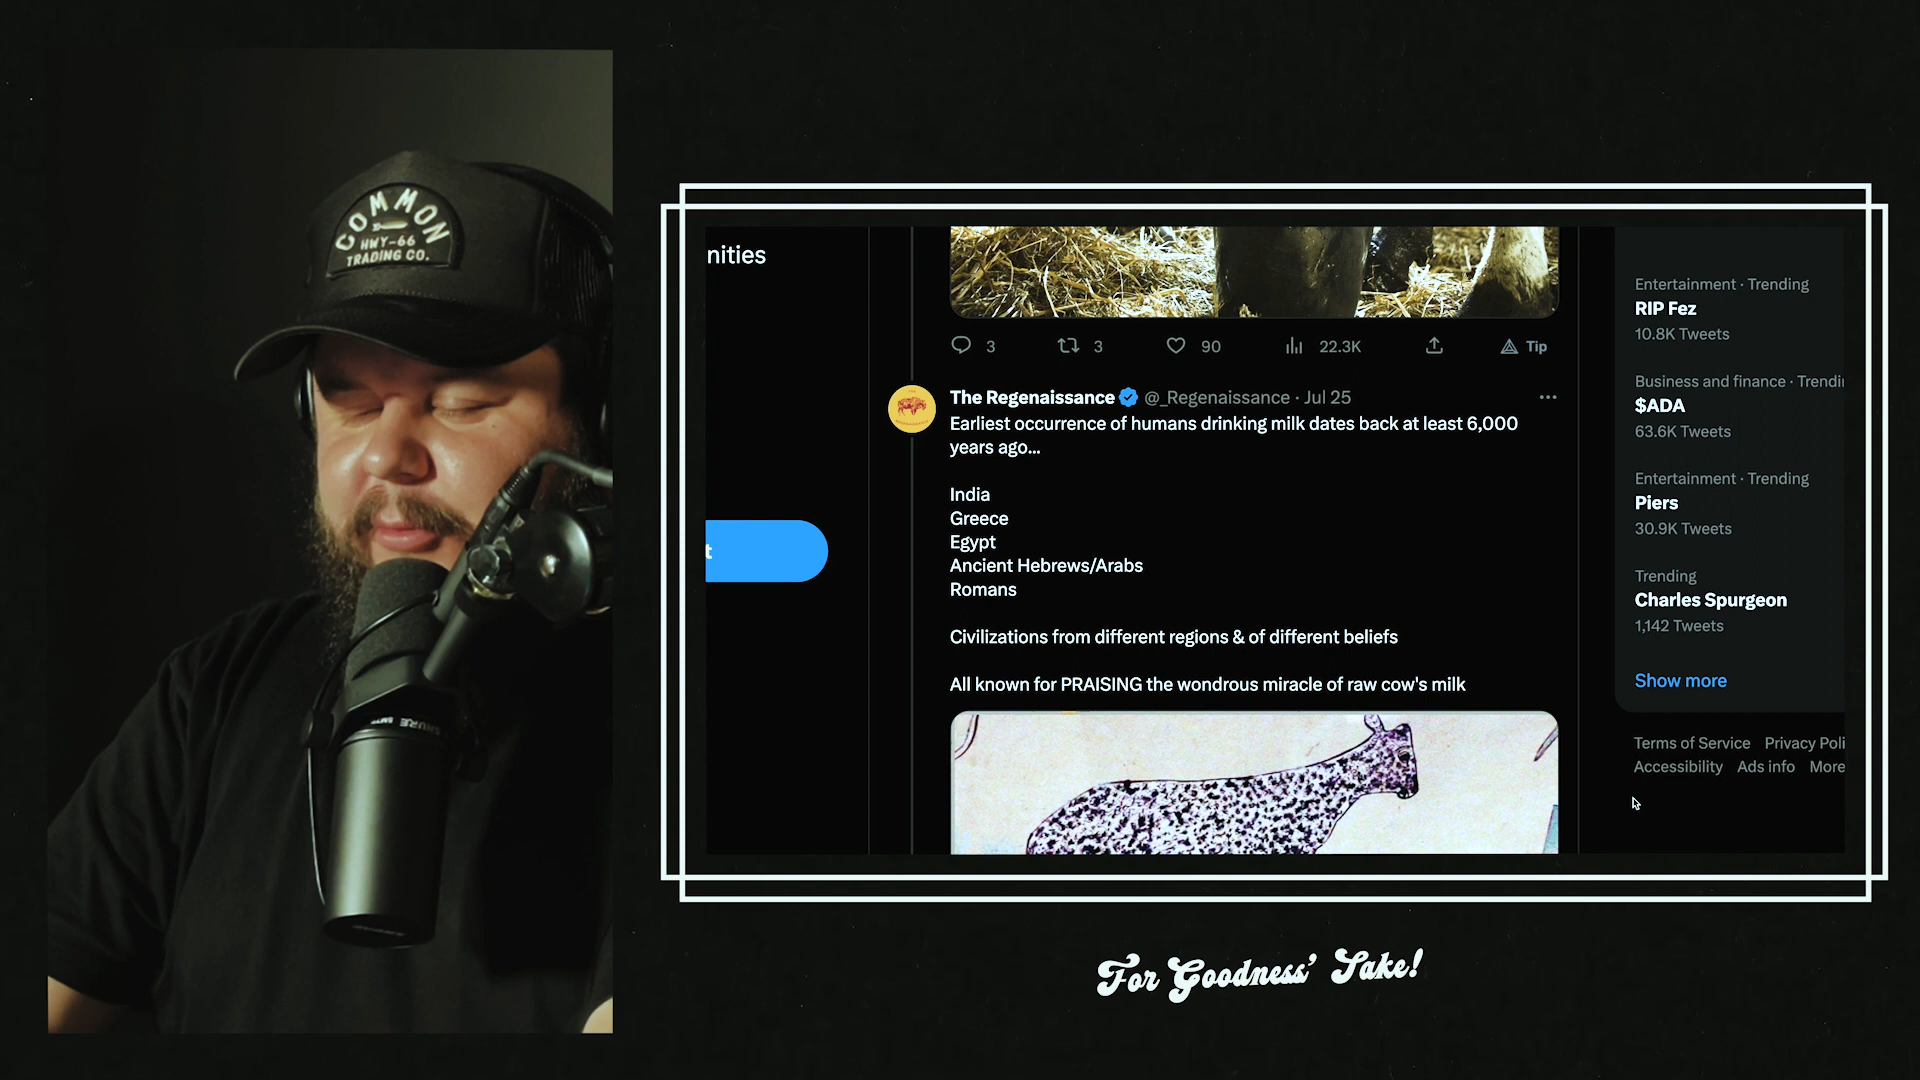 COMMON
HWY-66
TRADING CO.
SHURE SM7B
nities
t
3
3
90
22.3K
Tip
The Regenaissance @_Regenaissance · Jul 25
Earliest occurrence of humans drinking milk dates back at least 6,000
years ago...
India
Greece
Egypt
Ancient Hebrews/Arabs
Romans
Civilizations from different regions & of different beliefs
All known for PRAISING the wondrous miracle of raw cow's milk
Entertainment · Trending
RIP Fez
10.8K Tweets
Business and finance · Trendin
$ADA
63.6K Tweets
Entertainment · Trending
Piers
30.9K Tweets
Trending
Charles Spurgeon
1,142 Tweets
Show more
Terms of Service Privacy Poli
Accessibility Ads info More
For Goodness' Sake!